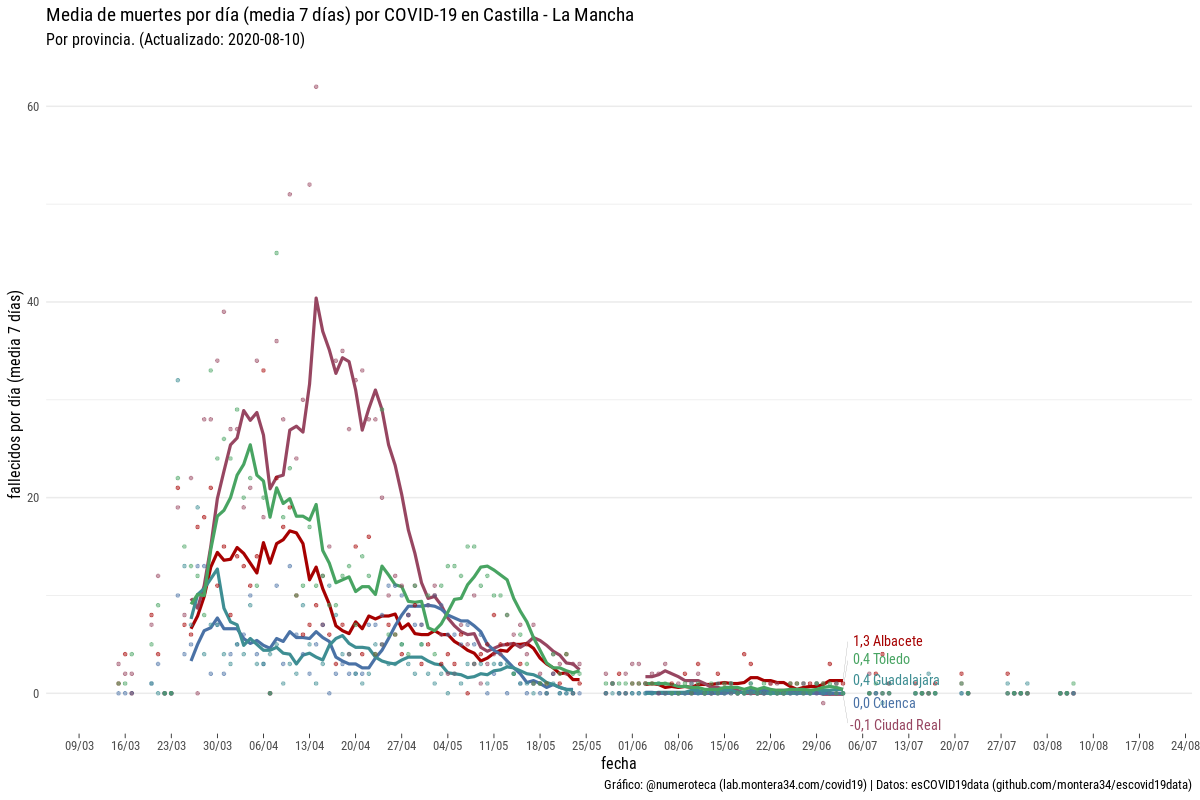 Media de muertes por día (media 7 días) por COVID-19 en Castilla - La Mancha
Por provincia. (Actualizado: 2020-08-10)
fallecidos por día (media 7 días)
60
40
20
0
1,3 Albacete
0,4 Toledo
0,4 Guadalajara
0,0 Cuenca
-0,1 Ciudad Real
09/03 16/03 23/03 30/03 06/04 13/04 20/04 27/04 04/05 11/05 18/05 25/05 01/06 08/06 15/06 22/06 29/06 06/07 13/07 20/07 27/07 03/08 10/08 17/08 24/08
fecha
Gráfico: @numeroteca (lab.montera34.com/covid19) | Datos: esCOVID19data (github.com/montera34/escovid19data)